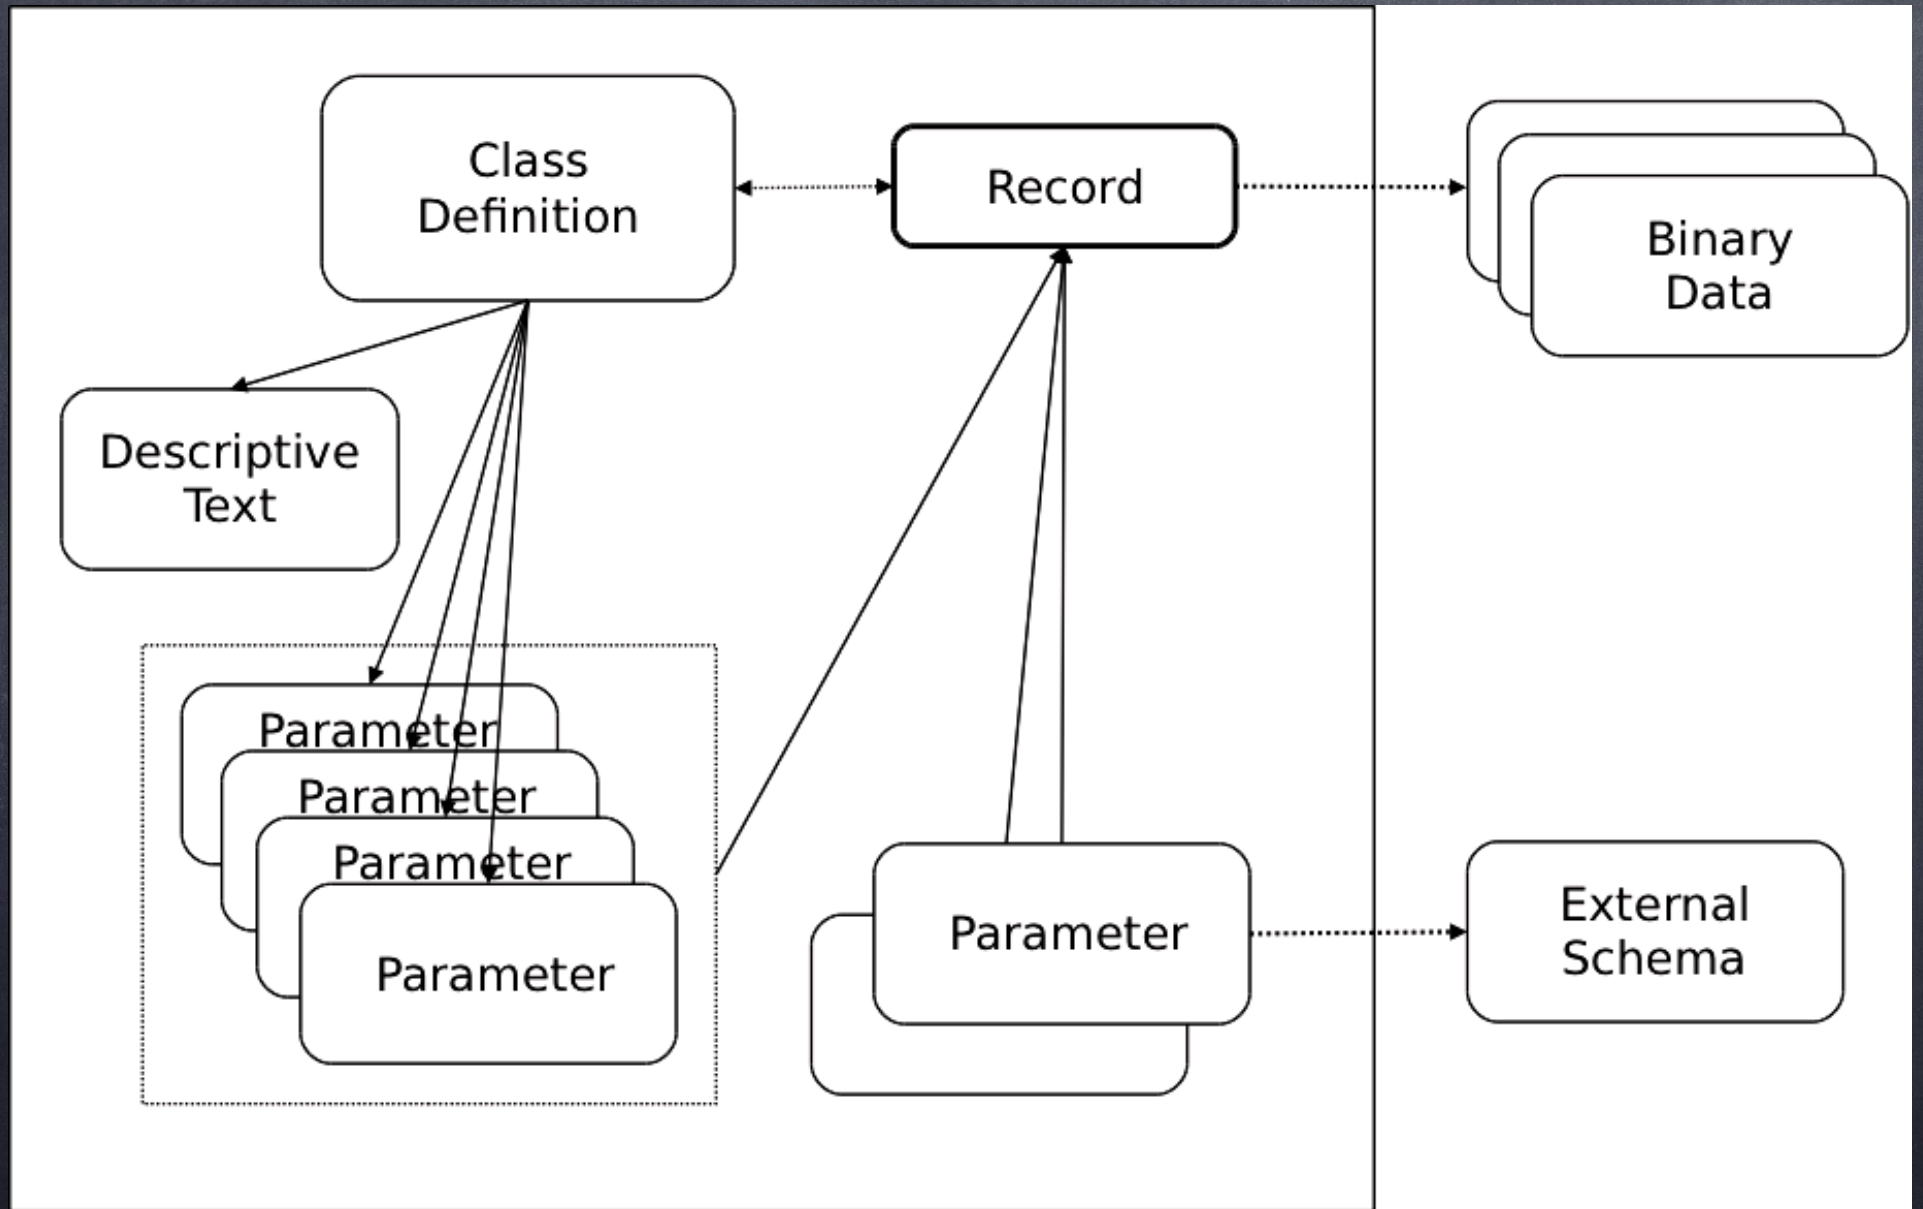 Class
Definition
Record
Binary
Data
Descriptive
Text
Parameter
Parameter
Parameter
Parameter
Parameter
External
Schema